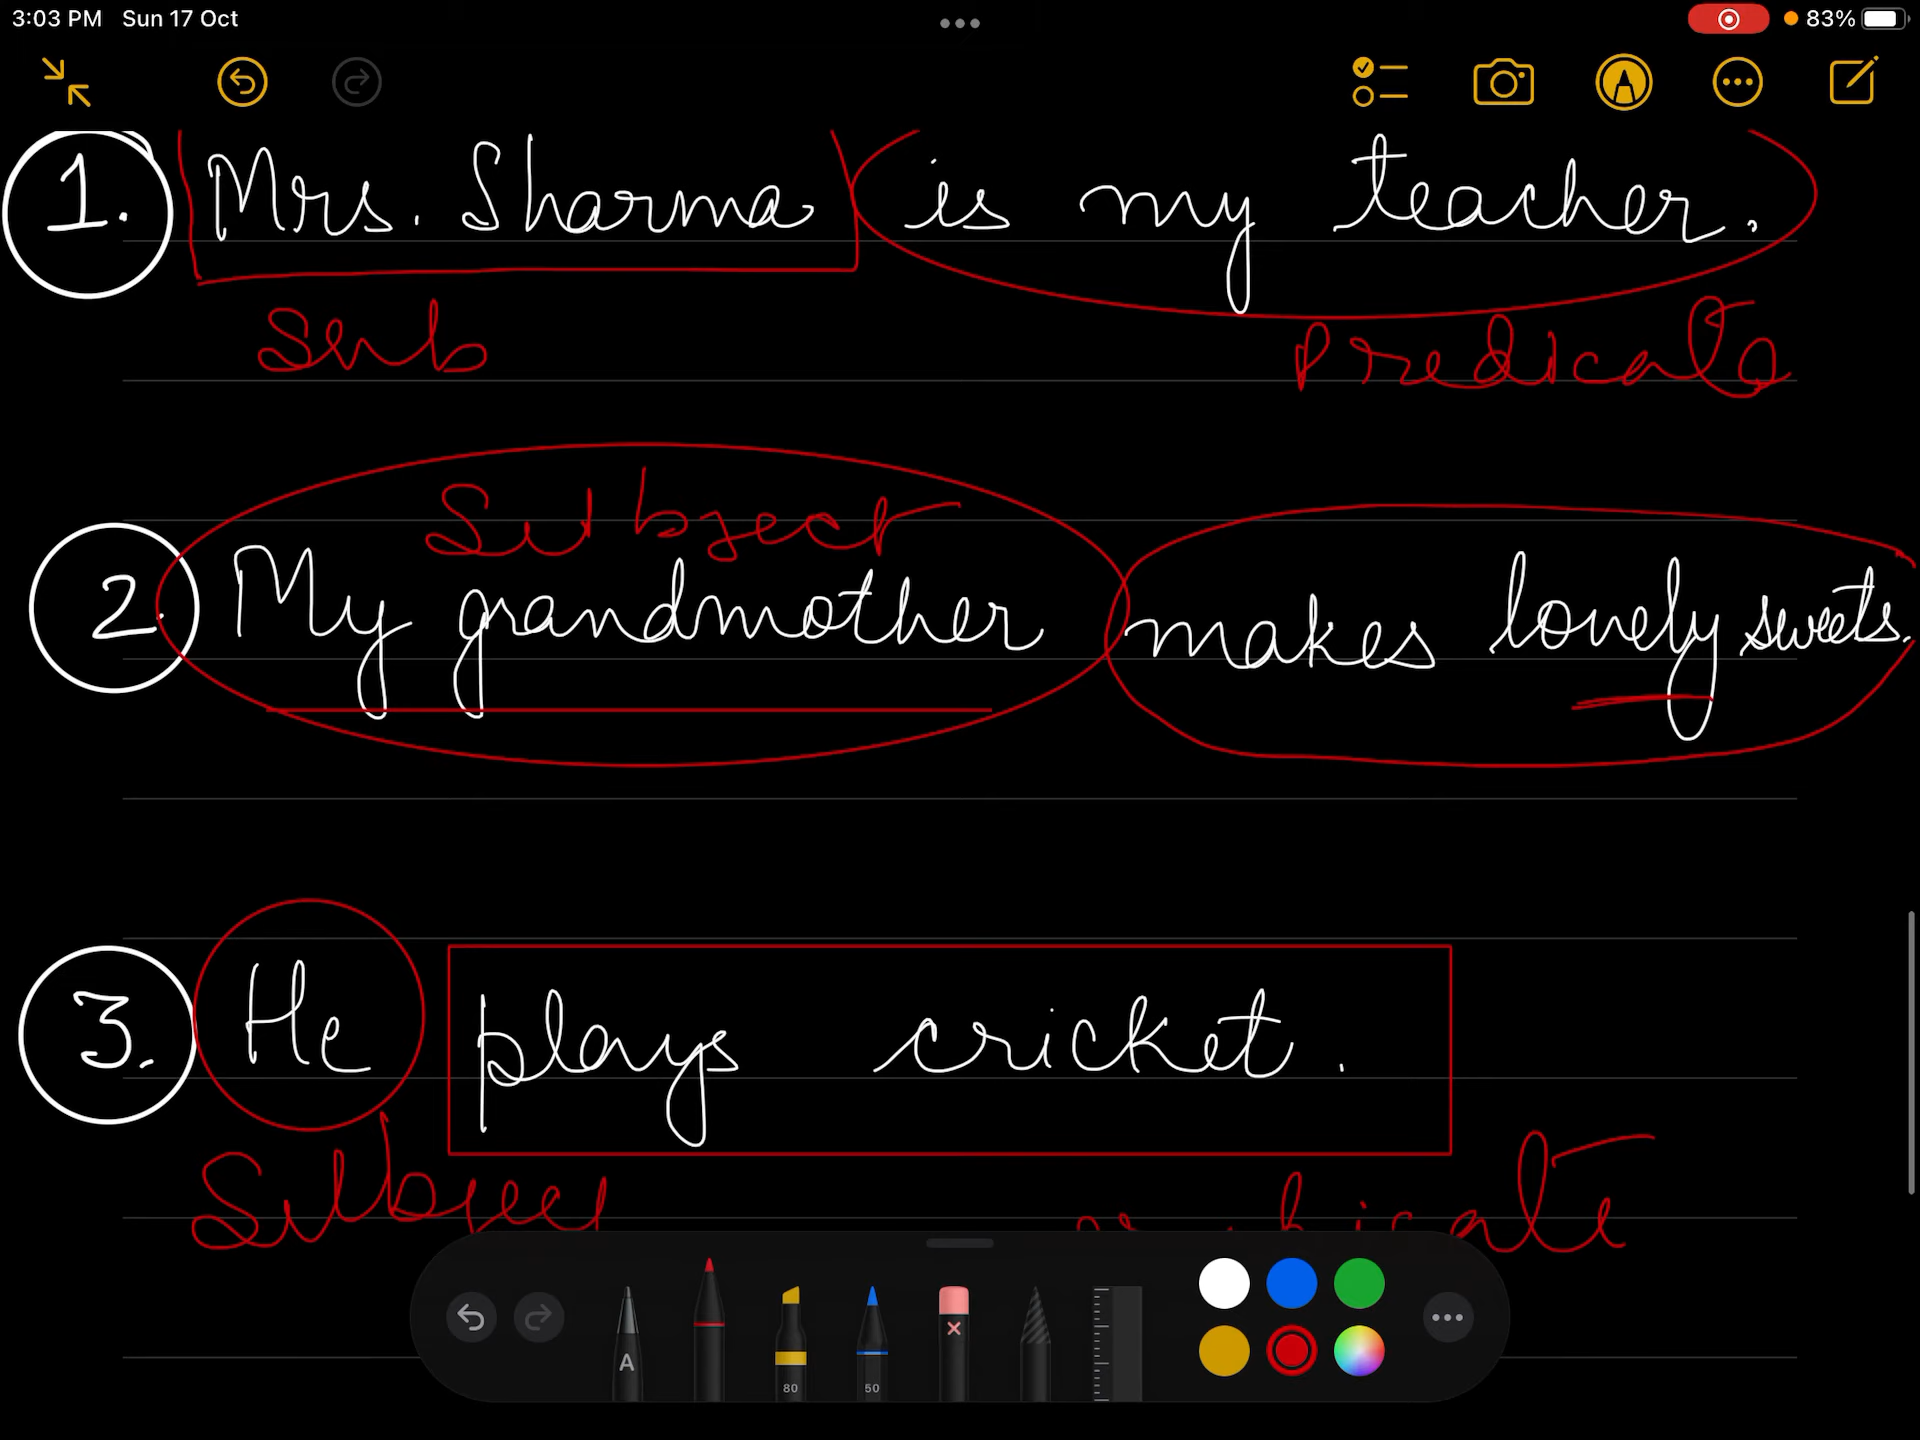 3:03 PM Sun 17 Oct
83%
1. Mrs. Sharma is my teacher.
Sub Predicate
Subject
2. My grandmother makes lovely sweets.
3. He plays cricket.
Subject
A 80 50